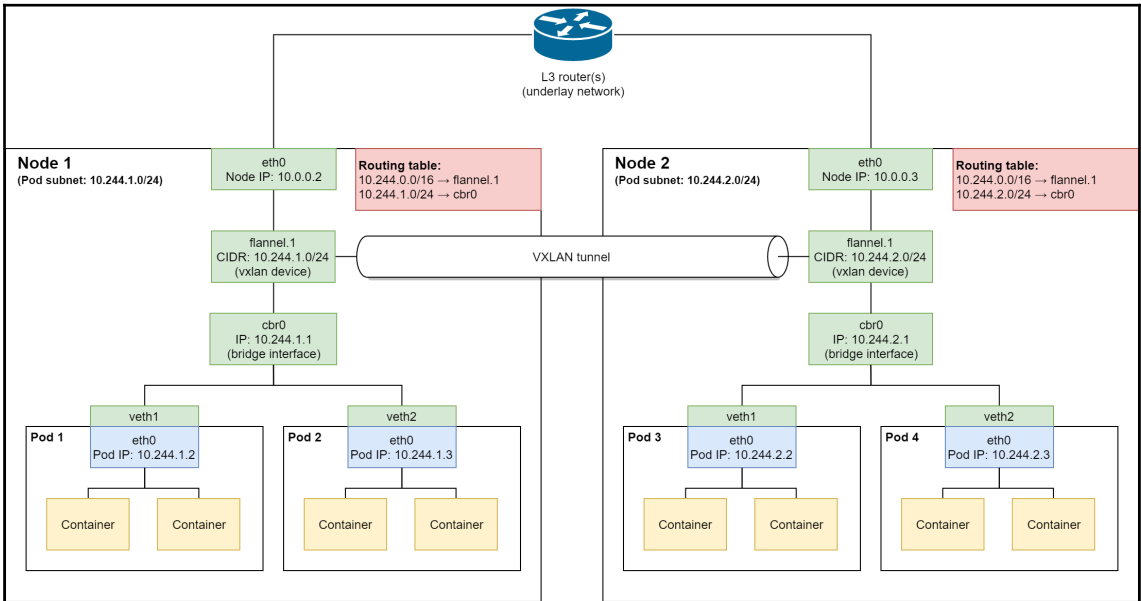 L3 router(s)
(underlay network)
Node 1
(Pod subnet: 10.244.1.0/24)
eth0
Node IP: 10.0.0.2
Routing table:
10.244.0.0/16 → flannel.1
10.244.1.0/24 → cbr0
Node 2
(Pod subnet: 10.244.2.0/24)
eth0
Node IP: 10.0.0.3
Routing table:
10.244.0.0/16 → flannel.1
10.244.2.0/24 → cbr0
flannel.1
CIDR: 10.244.1.0/24
(vxlan device)
VXLAN tunnel
flannel.1
CIDR: 10.244.2.0/24
(vxlan device)
cbr0
IP: 10.244.1.1
(bridge interface)
cbr0
IP: 10.244.2.1
(bridge interface)
veth1
Pod 1
eth0
Pod IP: 10.244.1.2
Container
Container
veth2
Pod 2
eth0
Pod IP: 10.244.1.3
Container
Container
veth1
Pod 3
eth0
Pod IP: 10.244.2.2
Container
Container
veth2
Pod 4
eth0
Pod IP: 10.244.2.3
Container
Container